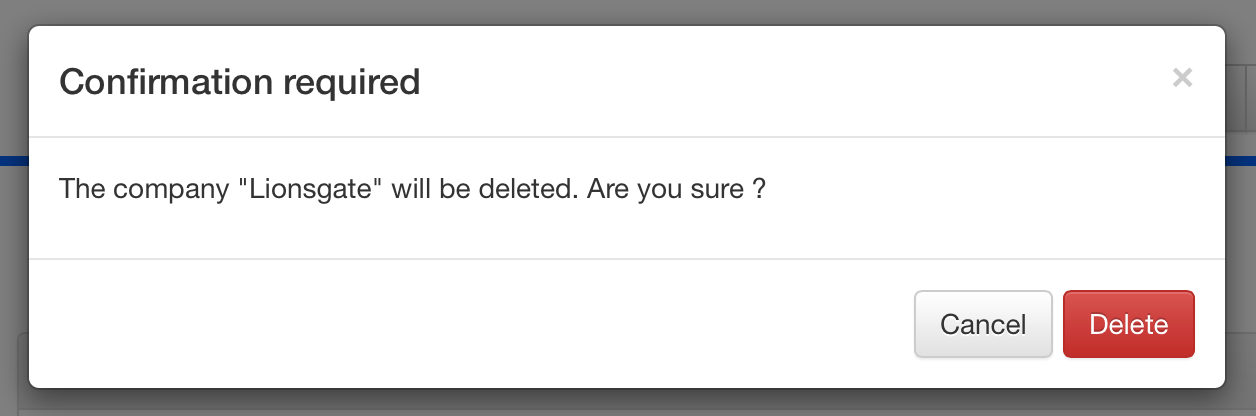 Confirmation required
×
The company "Lionsgate" will be deleted. Are you sure ?
Cancel
Delete